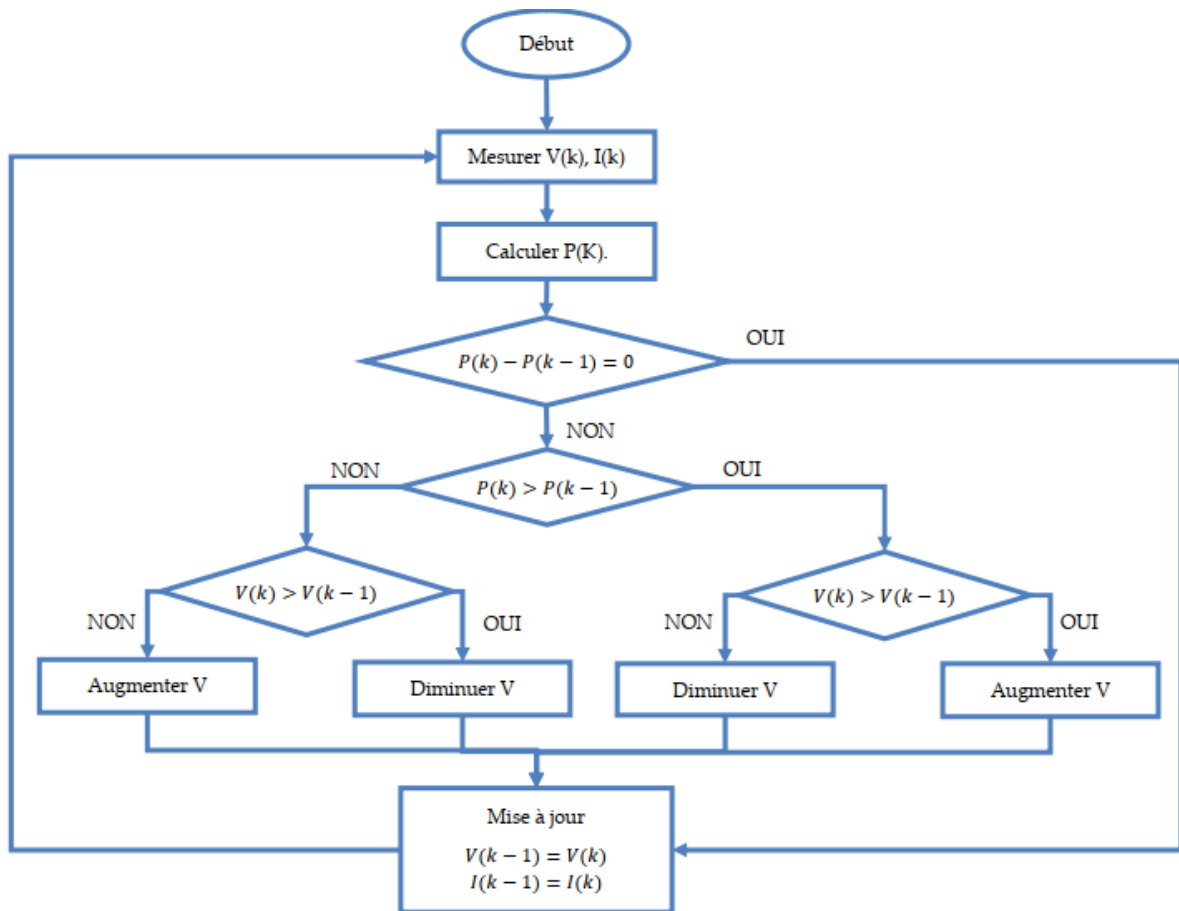 Début
Mesurer V(k), I(k)
Calculer P(K).
OUI
P(k) − P(k − 1) = 0
NON
NON
OUI
P(k) > P(k − 1)
V(k) > V(k − 1)
V(k) > V(k − 1)
NON
OUI
NON
OUI
Augmenter V
Diminuer V
Diminuer V
Augmenter V
Mise à jour
V(k − 1) = V(k)
I(k − 1) = I(k)